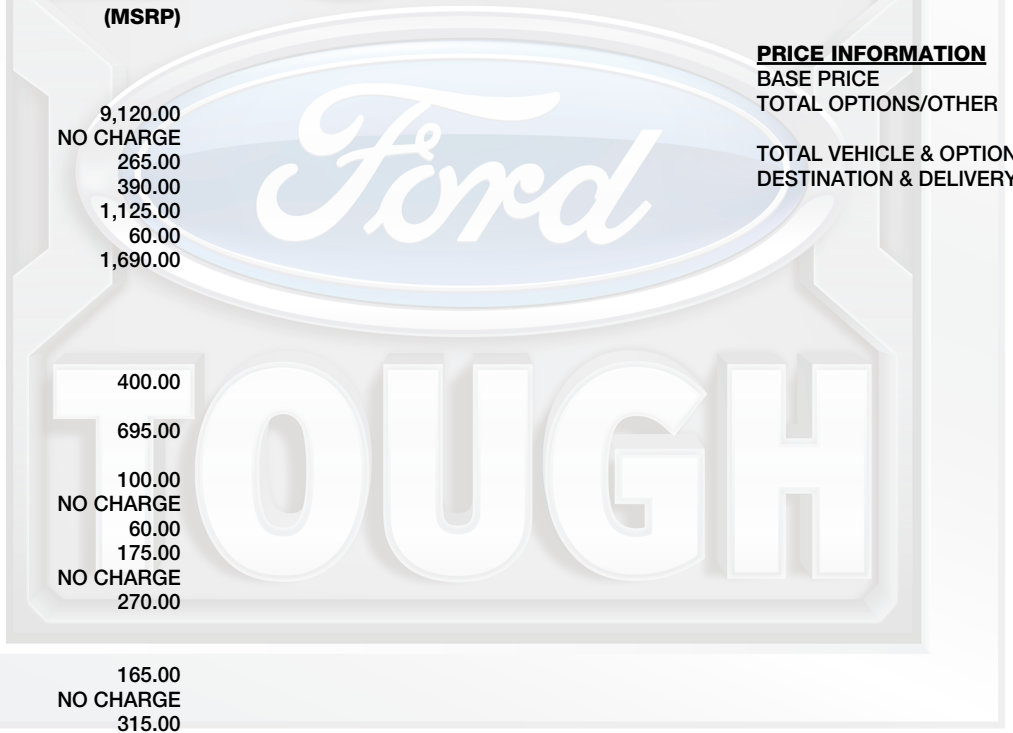 (MSRP)
9,120.00
NO CHARGE
265.00
390.00
1,125.00
60.00
1,690.00
400.00
695.00
100.00
NO CHARGE
60.00
175.00
NO CHARGE
270.00
165.00
NO CHARGE
315.00
PRICE INFORMATION
BASE PRICE
TOTAL OPTIONS/OTHER
TOTAL VEHICLE & OPTION
DESTINATION & DELIVERY
Ford
TOUGH